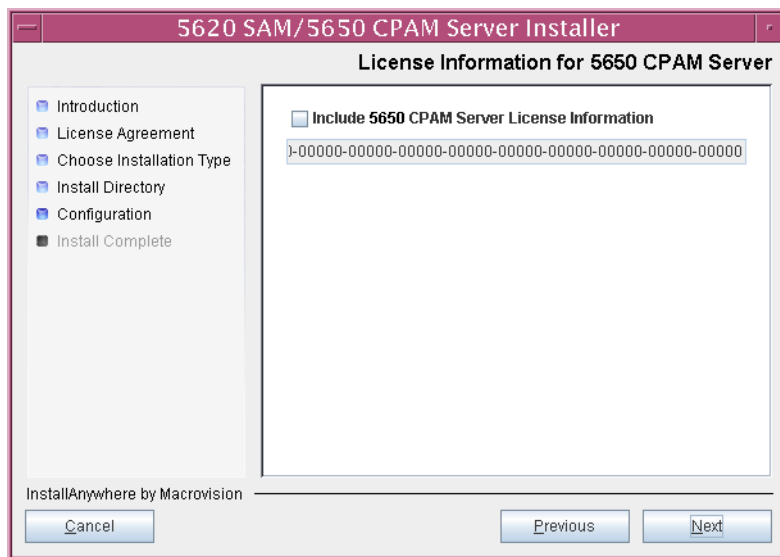 5620 SAM/5650 CPAM Server Installer
License Information for 5650 CPAM Server
Introduction
License Agreement
Choose Installation Type
Install Directory
Configuration
Install Complete
Include 5650 CPAM Server License Information
)-00000-00000-00000-00000-00000-00000-00000-00000-00000
InstallAnywhere by Macrovision
Cancel
Previous
Next